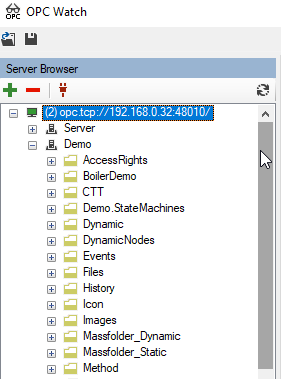 OPC OPC Watch
Server Browser
(2) opc.tcp://192.168.0.32:48010/
Server
Demo
AccessRights
BoilerDemo
CTT
Demo.StateMachines
Dynamic
DynamicNodes
Events
Files
History
Icon
Images
Massfolder_Dynamic
Massfolder_Static
Method